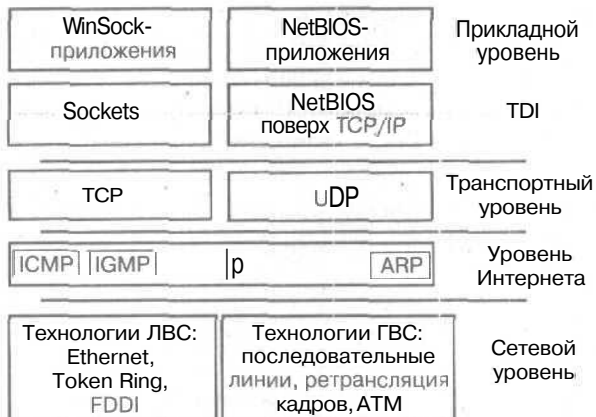 WinSock-
приложения
NetBIOS-
приложения
Прикладной
уровень
Sockets
NetBIOS
поверх TCP/IP
TDI
TCP
UDP
Транспортный
уровень
ICMP IGMP |p ARP
Уровень
Интернета
Технологии ЛВС:
Ethernet,
Token Ring,
FDDI
Технологии ГВС:
последовательные
линии, ретрансляция
кадров, ATM
Сетевой
уровень